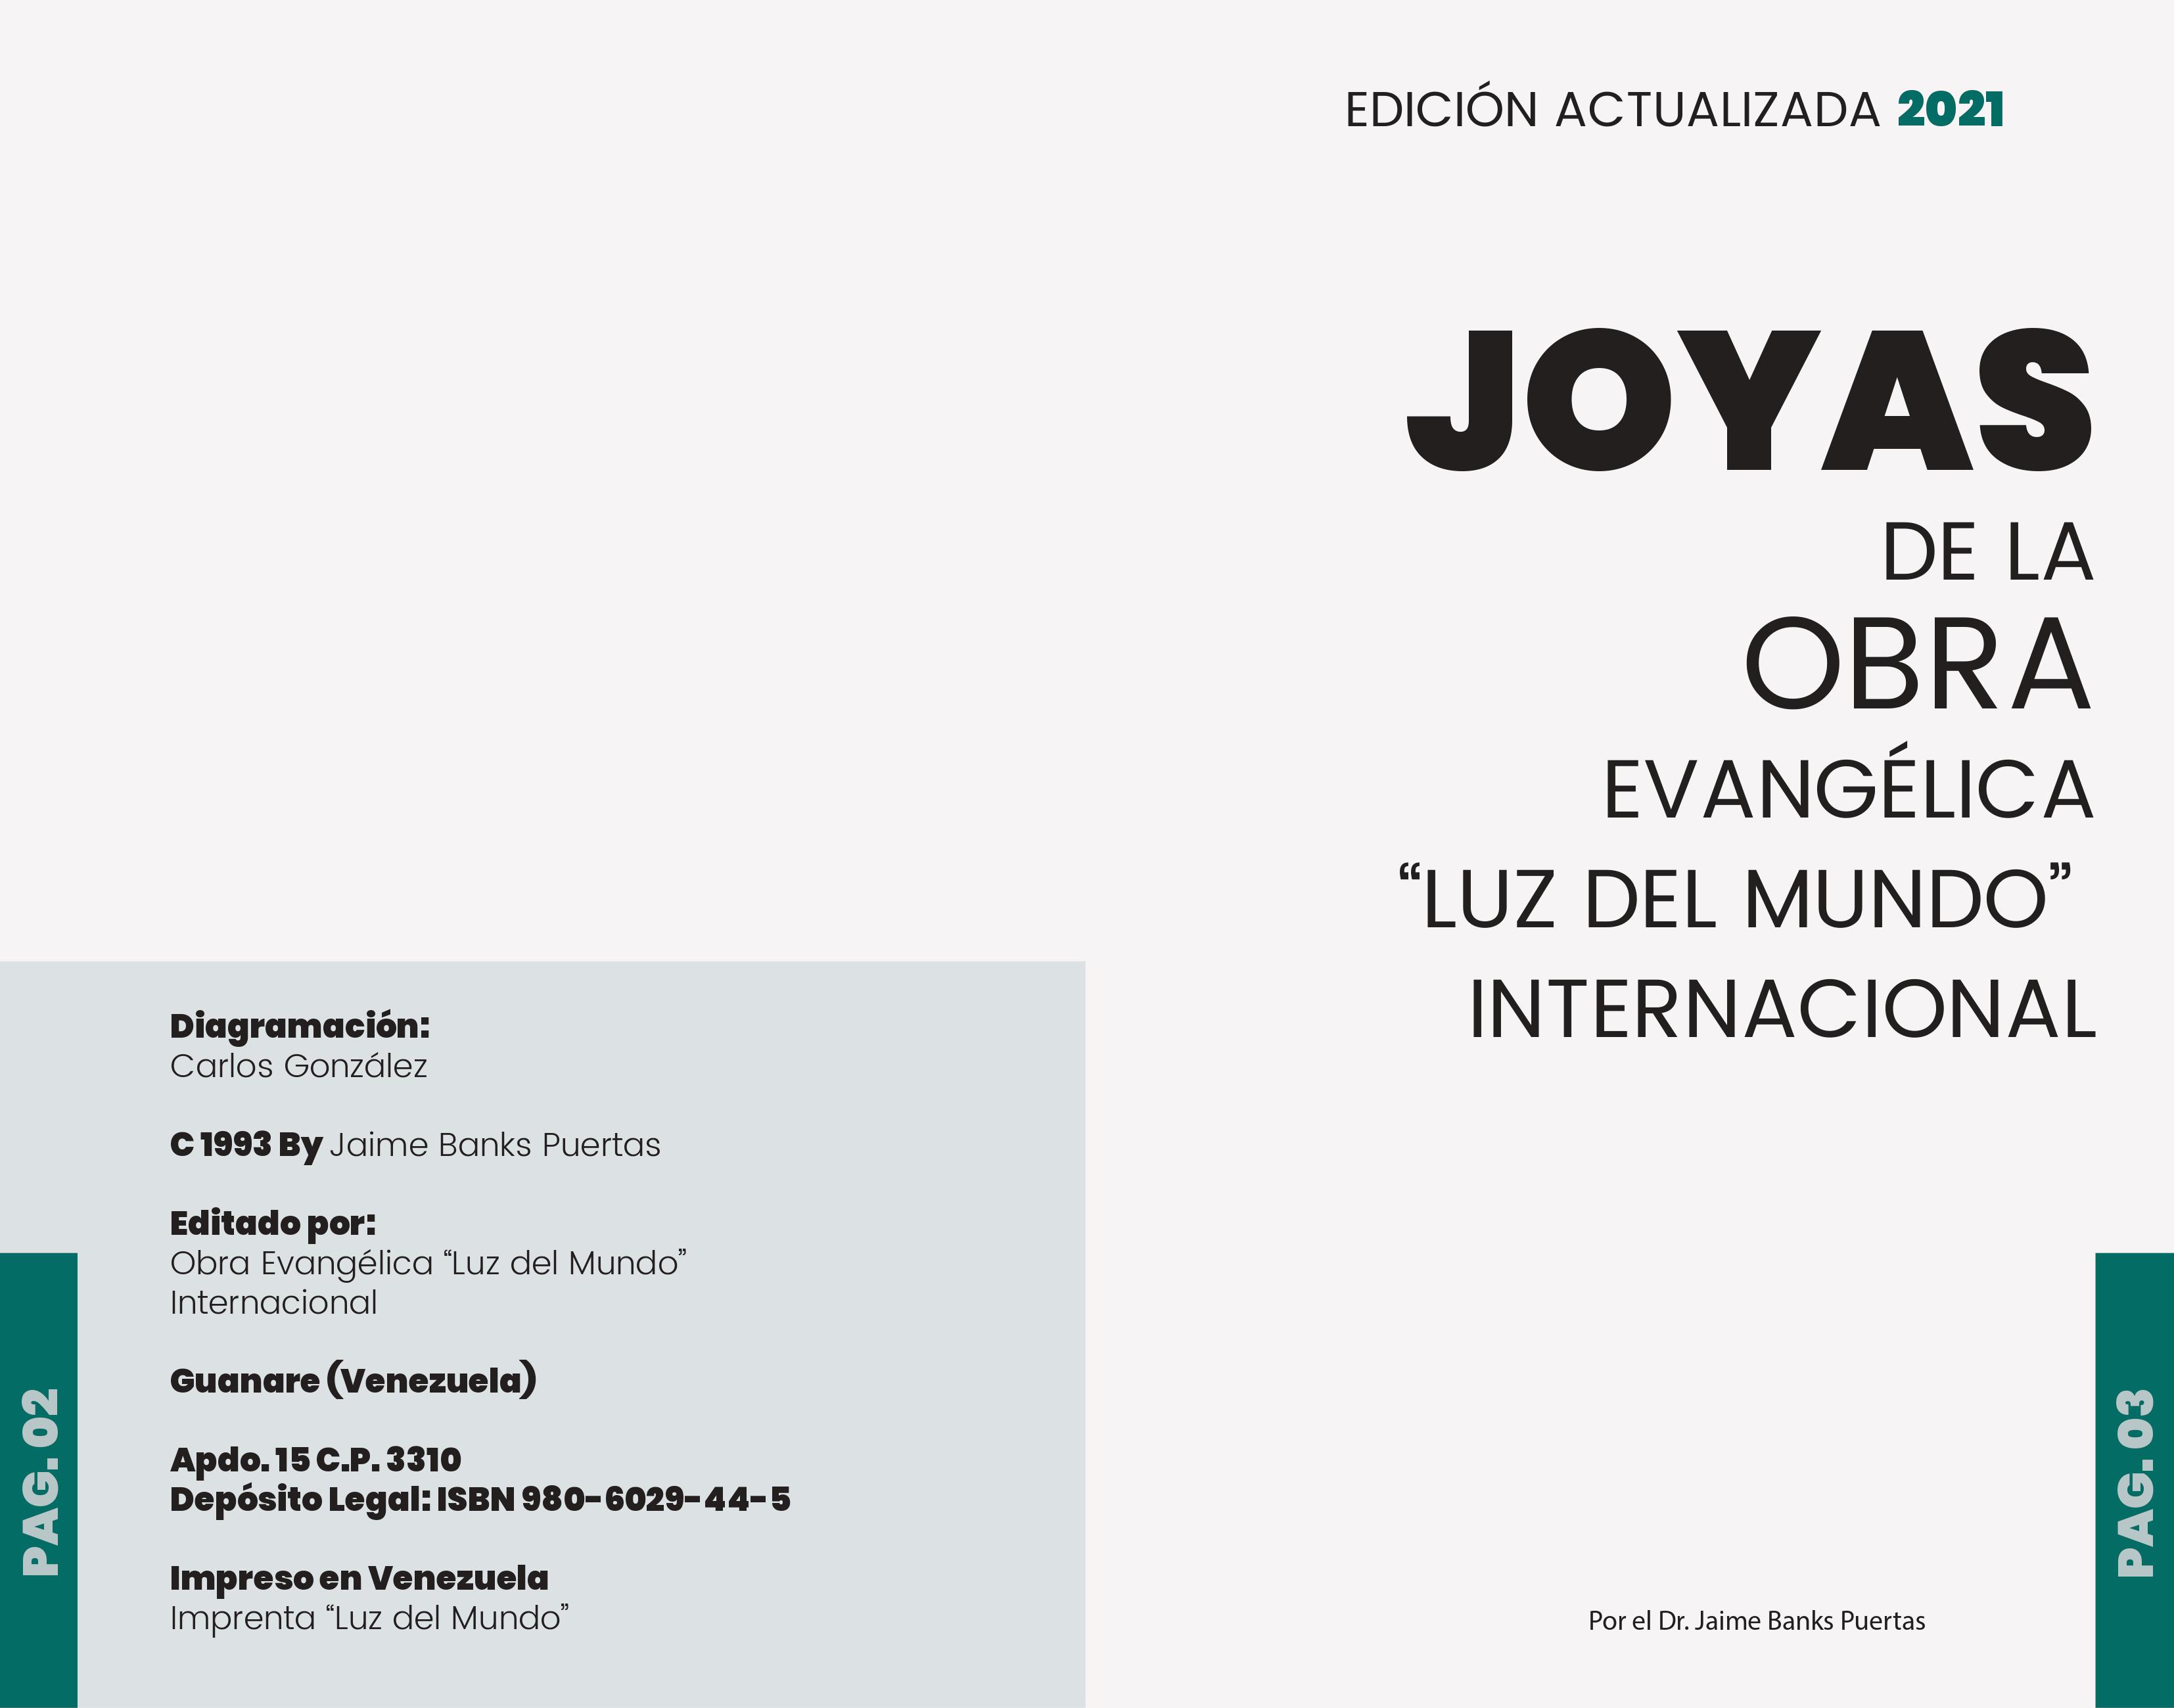 Diagramación:
Carlos González
C 1993 By Jaime Banks Puertas
Editado por:
Obra Evangélica “Luz del Mundo”
Internacional
Guanare (Venezuela)
Apdo. 15 C.P. 3310
Depósito Legal: ISBN 980-6029-44-5
Impreso en Venezuela
Imprenta “Luz del Mundo”
PAG. 02
EDICIÓN ACTUALIZADA 2021
JOYAS
DE LA
OBRA
EVANGÉLICA
“LUZ DEL MUNDO”
INTERNACIONAL
Por el Dr. Jaime Banks Puertas
PAG. 03